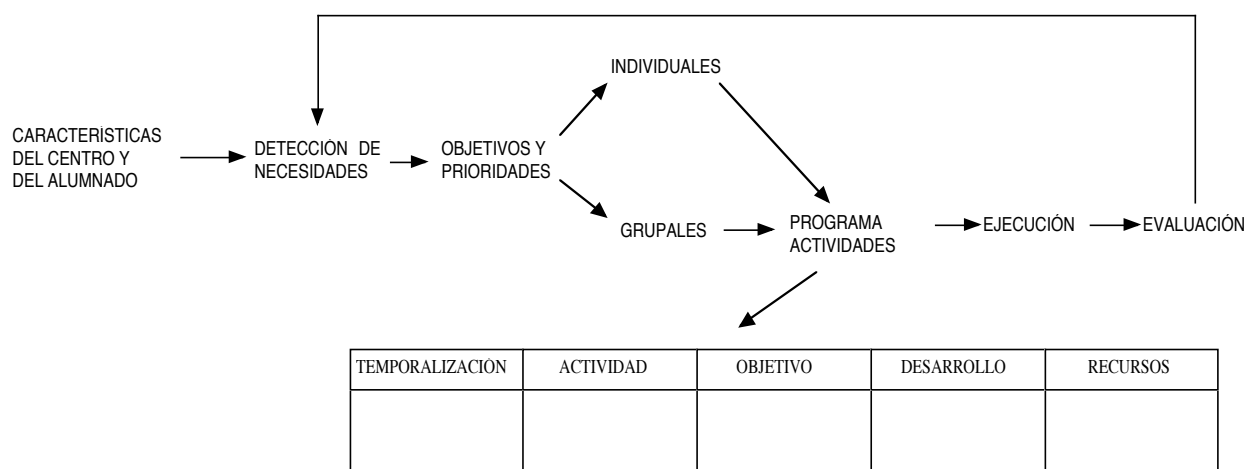 INDIVIDUALES
CARACTERÍSTICAS
DEL CENTRO Y
DEL ALUMNADO
DETECCIÓN DE
NECESIDADES
OBJETIVOS Y
PRIORIDADES
GRUPALES
PROGRAMA
ACTIVIDADES
EJECUCIÓN
EVALUACIÓN
TEMPORALIZACIÓN ACTIVIDAD OBJETIVO DESARROLLO RECURSOS